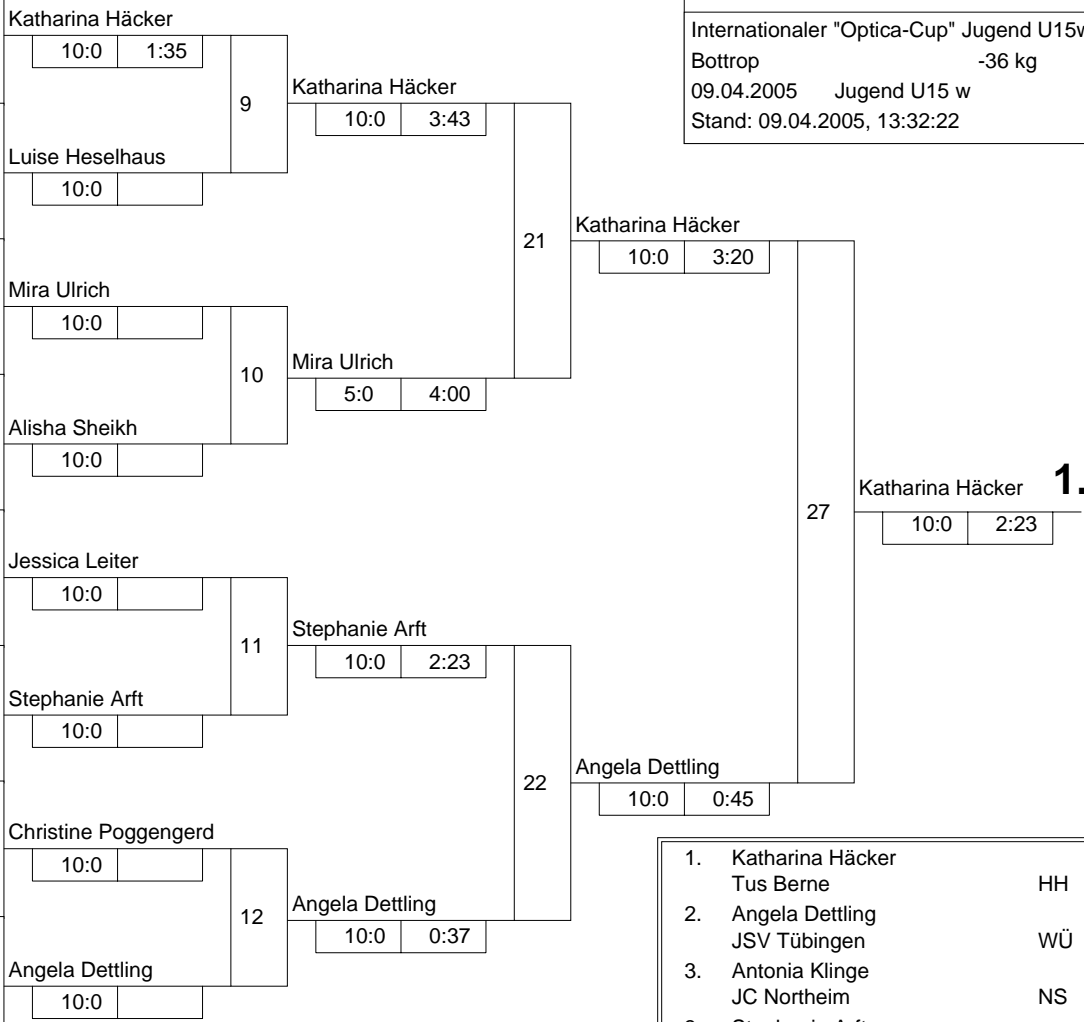 Katharina Häcker
10:0 1:35
Internationaler "Optica-Cup" Jugend U15w
Bottrop -36 kg
09.04.2005 Jugend U15 w
Stand: 09.04.2005, 13:32:22
9
Katharina Häcker
10:0 3:43
Luise Heselhaus
10:0
21
Katharina Häcker
10:0 3:20
Mira Ulrich
10:0
10
Mira Ulrich
5:0 4:00
Alisha Sheikh
10:0
27
Katharina Häcker 1.
10:0 2:23
Jessica Leiter
10:0
11
Stephanie Arft
10:0 2:23
Stephanie Arft
10:0
22
Angela Dettling
10:0 0:45
Christine Poggengerd
10:0
12
Angela Dettling
10:0 0:37
Angela Dettling
10:0
1. Katharina Häcker
Tus Berne HH
2. Angela Dettling
JSV Tübingen WÜ
3. Antonia Klinge
JC Northeim NS
3. Stephanie Arft